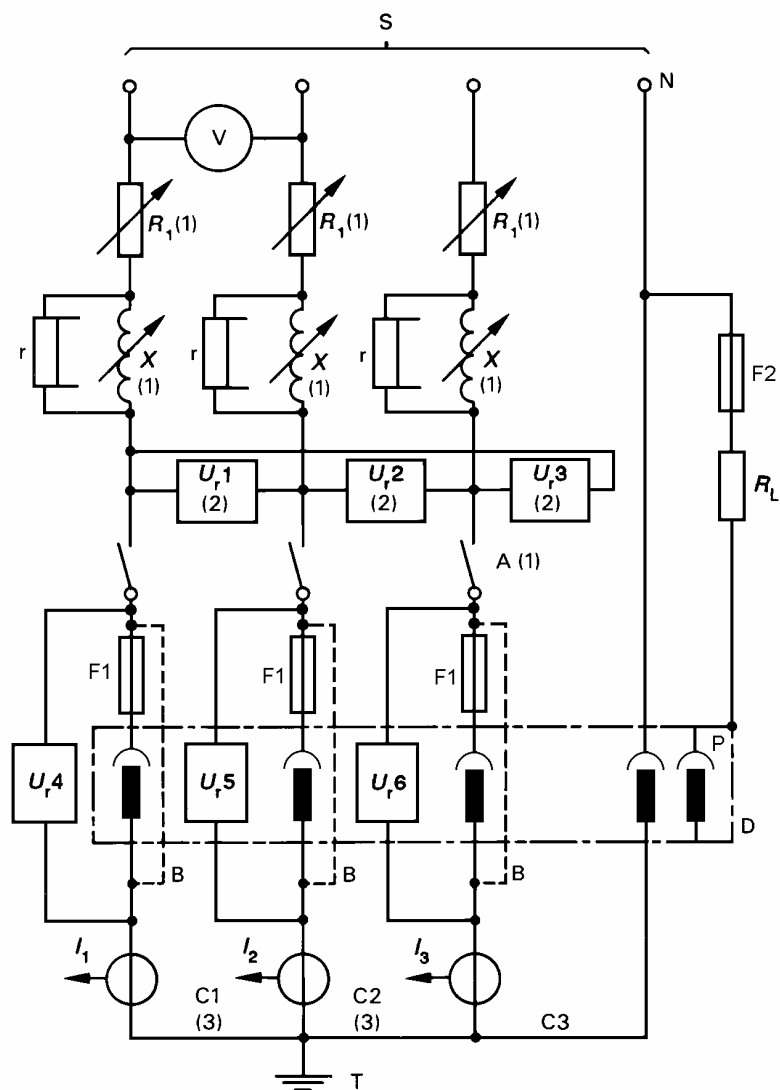 S
N
V
R₁(1) R₁(1) R₁(1)
r X r X r X
(1) (1) (1)
F2
Uᵣ1 Uᵣ2 Uᵣ3
(2) (2) (2)
R_L
A (1)
F1 F1 F1
P
Uᵣ4 Uᵣ5 Uᵣ6
D
B B B
I₁ I₂ I₃
C1 C2 C3
(3) (3)
T